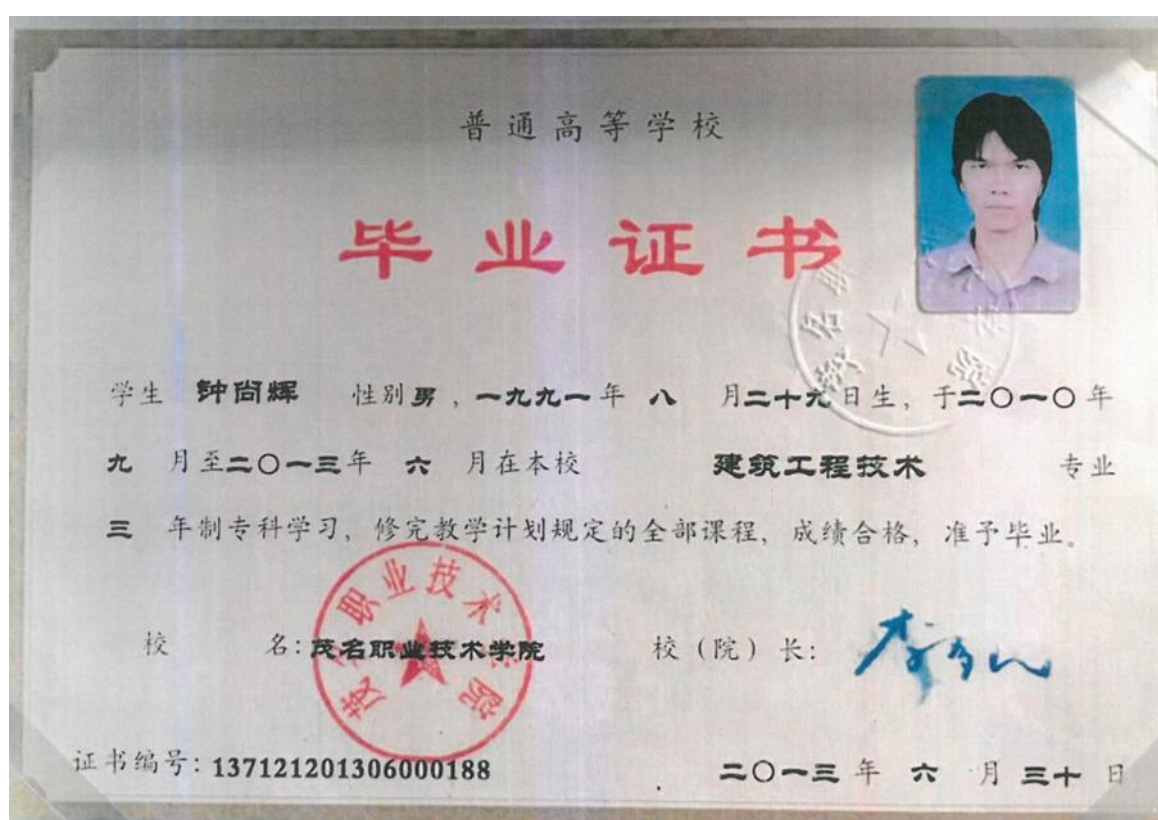 普通高等学校
毕业证书
学生 钟尚辉 性别男,一九九一年 八 月二十九日生,于二〇一〇年
九 月至二〇一三年 六 月在本校 建筑工程技术 专业
三 年制专科学习,修完教学计划规定的全部课程,成绩合格,准予毕业。
校 名:茂名职业技术学院 校(院)长:
证书编号:137121201306000188 二〇一三年 六 月 三十 日